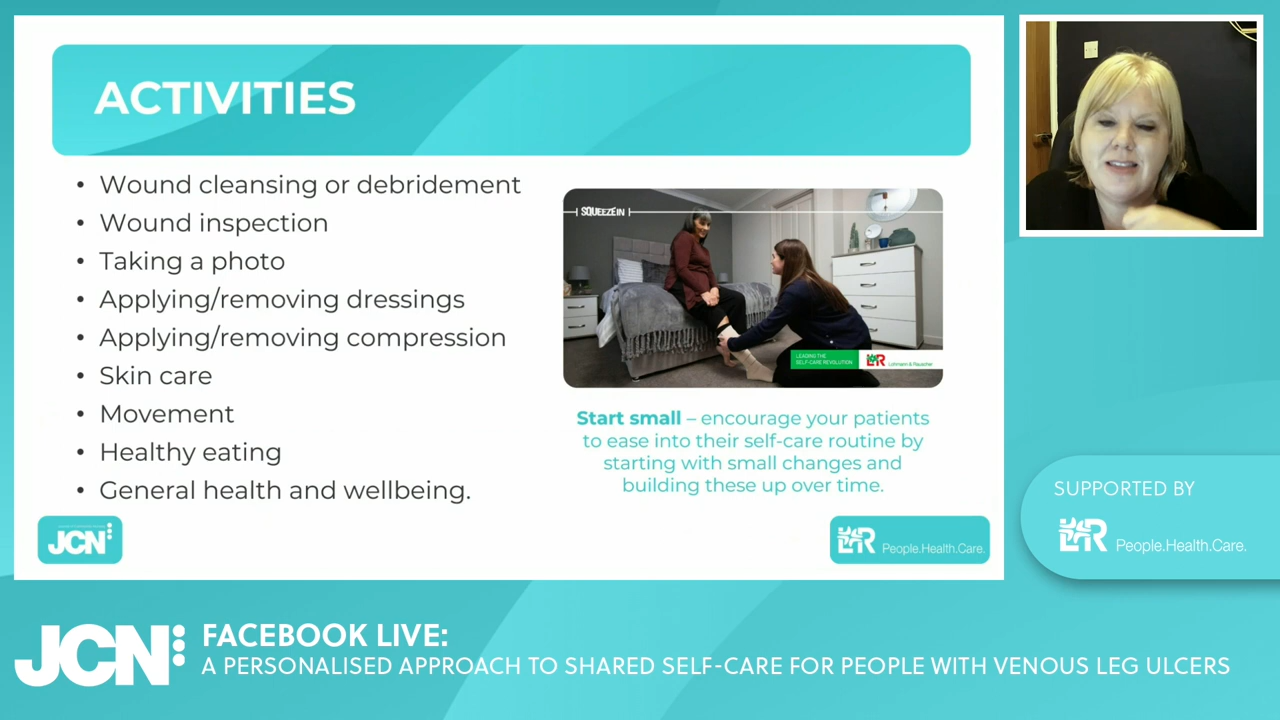 ACTIVITIES
• Wound cleansing or debridement
• Wound inspection
• Taking a photo
• Applying/removing dressings
• Applying/removing compression
• Skin care
• Movement
• Healthy eating
• General health and wellbeing.
SQUEEZEIN
LEADING THE
SELF-CARE REVOLUTION
L&R
Lohmann & Rauscher
Start small – encourage your patients
to ease into their self-care routine by
starting with small changes and
building these up over time.
JCN
L&R People.Health.Care.
SUPPORTED BY
L&R People.Health.Care.
JCN
FACEBOOK LIVE:
A PERSONALISED APPROACH TO SHARED SELF-CARE FOR PEOPLE WITH VENOUS LEG ULCERS